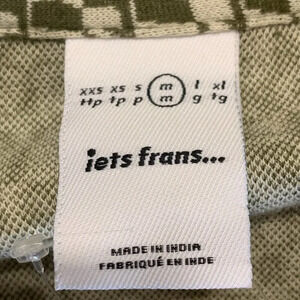 xxs xs s m l xl
ttp tp p m g tg
iets frans...
MADE IN INDIA
FABRIQUÉ EN INDE